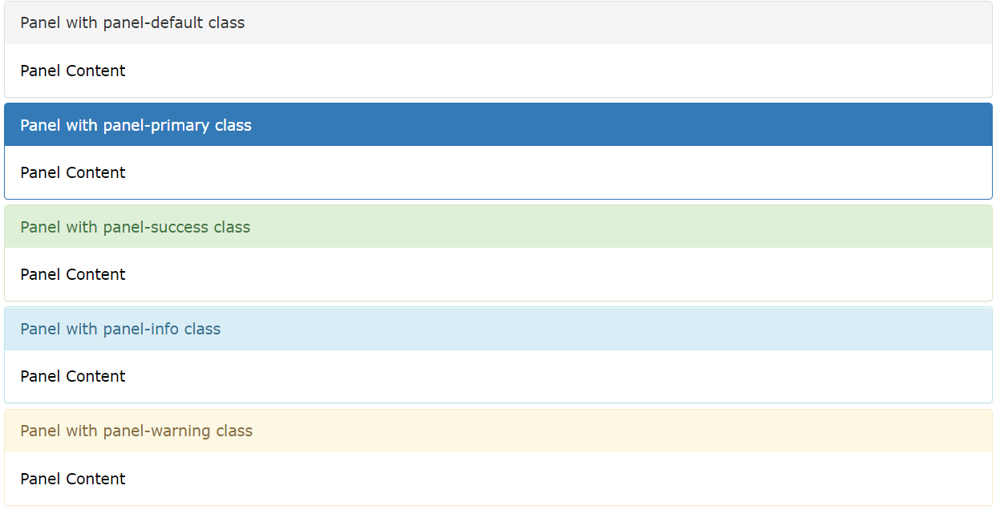 Panel with panel-default class
Panel Content
Panel with panel-primary class
Panel Content
Panel with panel-success class
Panel Content
Panel with panel-info class
Panel Content
Panel with panel-warning class
Panel Content